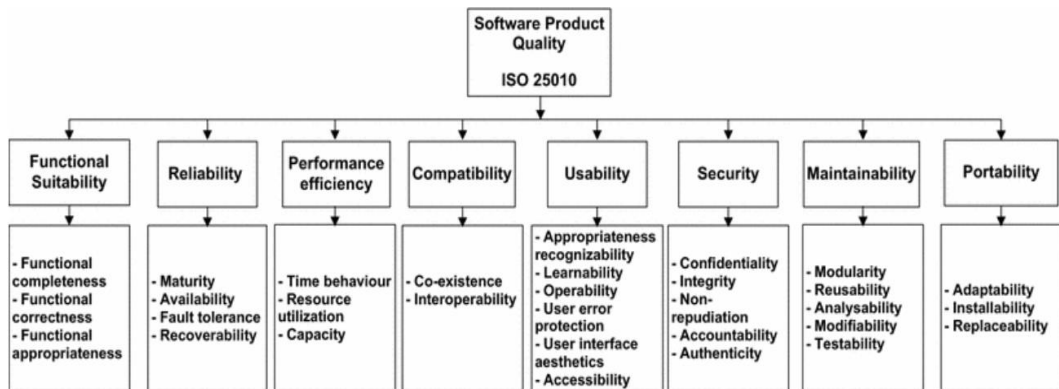 Software Product
Quality
ISO 25010
Functional
Suitability
Reliability
Performance
efficiency
Compatibility
Usability
Security
Maintainability
Portability
- Functional
completeness
- Functional
correctness
- Functional
appropriateness
- Maturity
- Availability
- Fault tolerance
- Recoverability
- Time behaviour
- Resource
utilization
- Capacity
- Co-existence
- Interoperability
- Appropriateness
recognizability
- Learnability
- Operability
- User error
protection
- User interface
aesthetics
- Accessibility
- Confidentiality
- Integrity
- Non-
repudiation
- Accountability
- Authenticity
- Modularity
- Reusability
- Analysability
- Modifiability
- Testability
- Adaptability
- Installability
- Replaceability